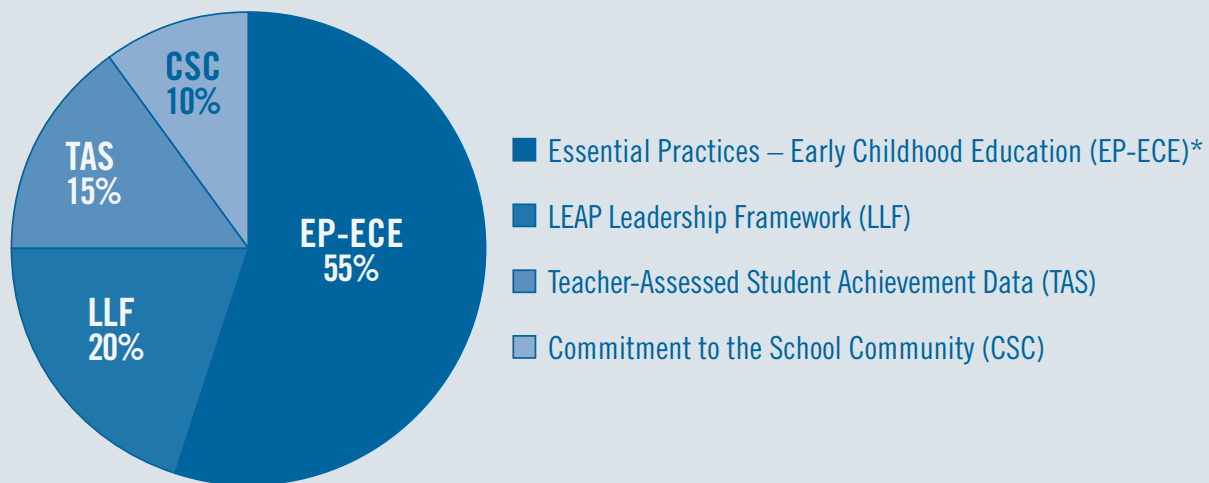 CSC
10%
TAS
15%
EP-ECE
55%
LLF
20%
Essential Practices – Early Childhood Education (EP-ECE)*
LEAP Leadership Framework (LLF)
Teacher-Assessed Student Achievement Data (TAS)
Commitment to the School Community (CSC)